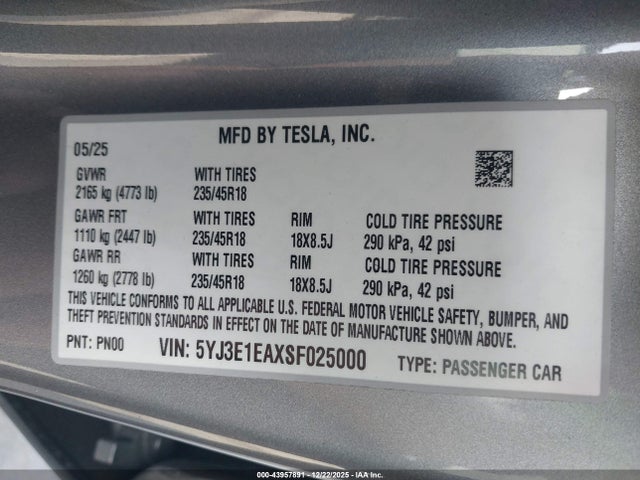 MFD BY TESLA, INC.
05/25
GVWR WITH TIRES
2165 kg (4773 lb) 235/45R18
GAWR FRT WITH TIRES RIM COLD TIRE PRESSURE
1110 kg (2447 lb) 235/45R18 18X8.5J 290 kPa, 42 psi
GAWR RR WITH TIRES RIM COLD TIRE PRESSURE
1260 kg (2778 lb) 235/45R18 18X8.5J 290 kPa, 42 psi
THIS VEHICLE CONFORMS TO ALL APPLICABLE U.S. FEDERAL MOTOR VEHICLE SAFETY, BUMPER, AND
THEFT PREVENTION STANDARDS IN EFFECT ON THE DATE OF MANUFACTURE SHOWN ABOVE.
PNT: PN00 VIN: 5YJ3E1EAXSF025000 TYPE: PASSENGER CAR
000-43957891 - 12/22/2025 - IAA Inc.